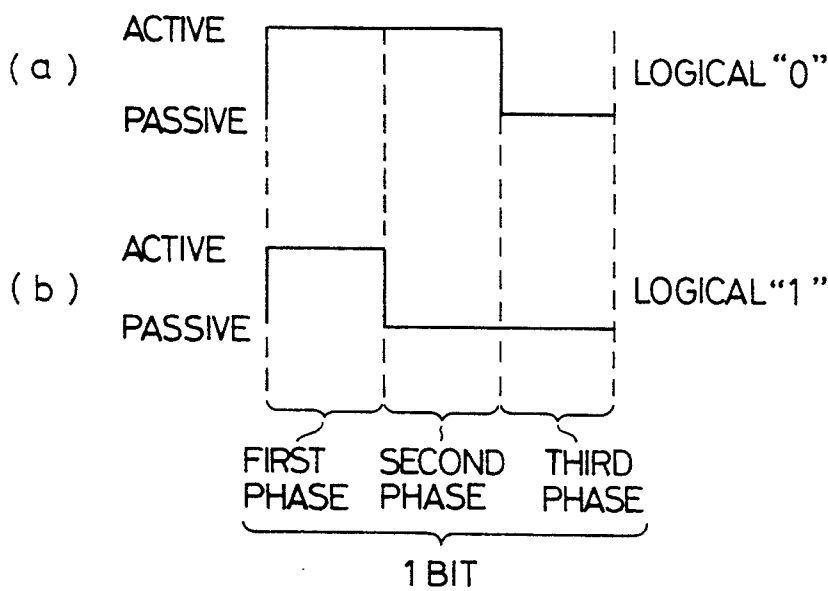 ACTIVE
(a)
LOGICAL "0"
PASSIVE
ACTIVE
(b)
LOGICAL "1"
PASSIVE
FIRST PHASE
SECOND PHASE
THIRD PHASE
1 BIT